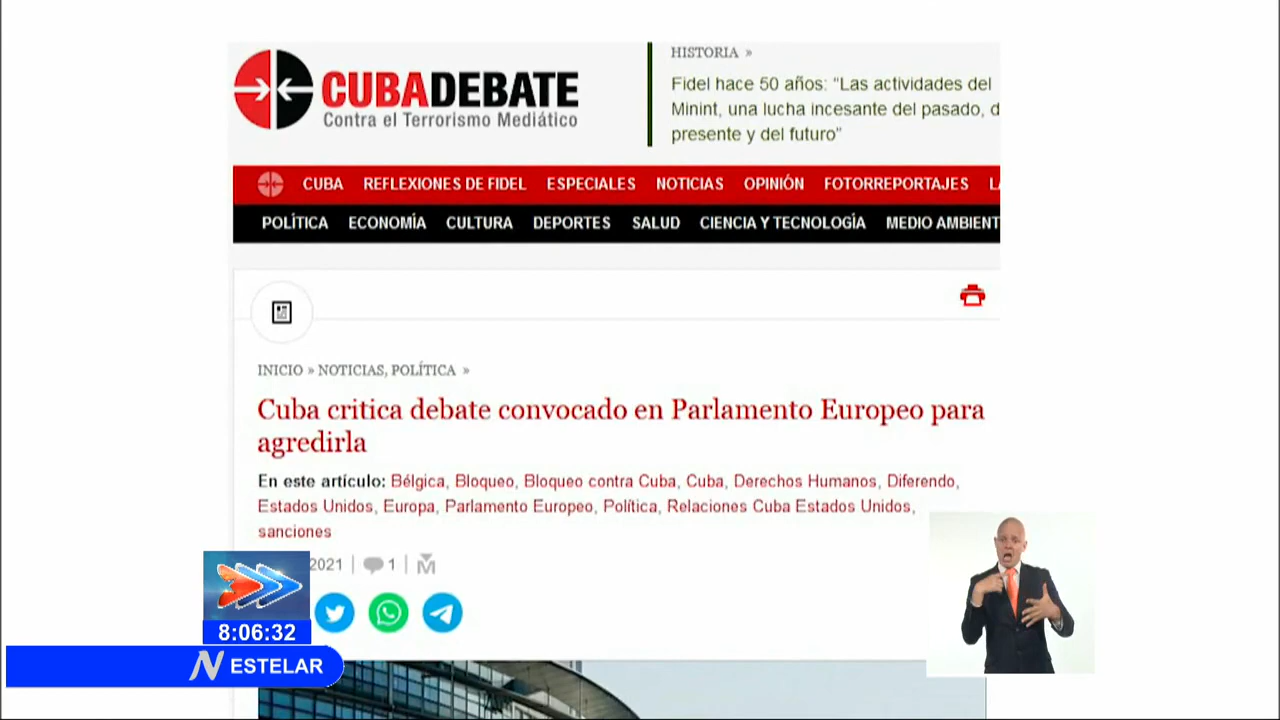 CUBADEBATE
Contra el Terrorismo Mediático
HISTORIA »
Fidel hace 50 años: “Las actividades del
Minint, una lucha incesante del pasado, d
presente y del futuro”
CUBA REFLEXIONES DE FIDEL ESPECIALES NOTICIAS OPINIÓN FOTORREPORTAJES
POLÍTICA ECONOMÍA CULTURA DEPORTES SALUD CIENCIA Y TECNOLOGÍA MEDIO AMBIENT
INICIO » NOTICIAS, POLÍTICA »
Cuba critica debate convocado en Parlamento Europeo para
agredirla
En este artículo: Bélgica, Bloqueo, Bloqueo contra Cuba, Cuba, Derechos Humanos, Diferendo,
Estados Unidos, Europa, Parlamento Europeo, Política, Relaciones Cuba Estados Unidos,
sanciones
2021 | 1 |
8:06:32
N ESTELAR